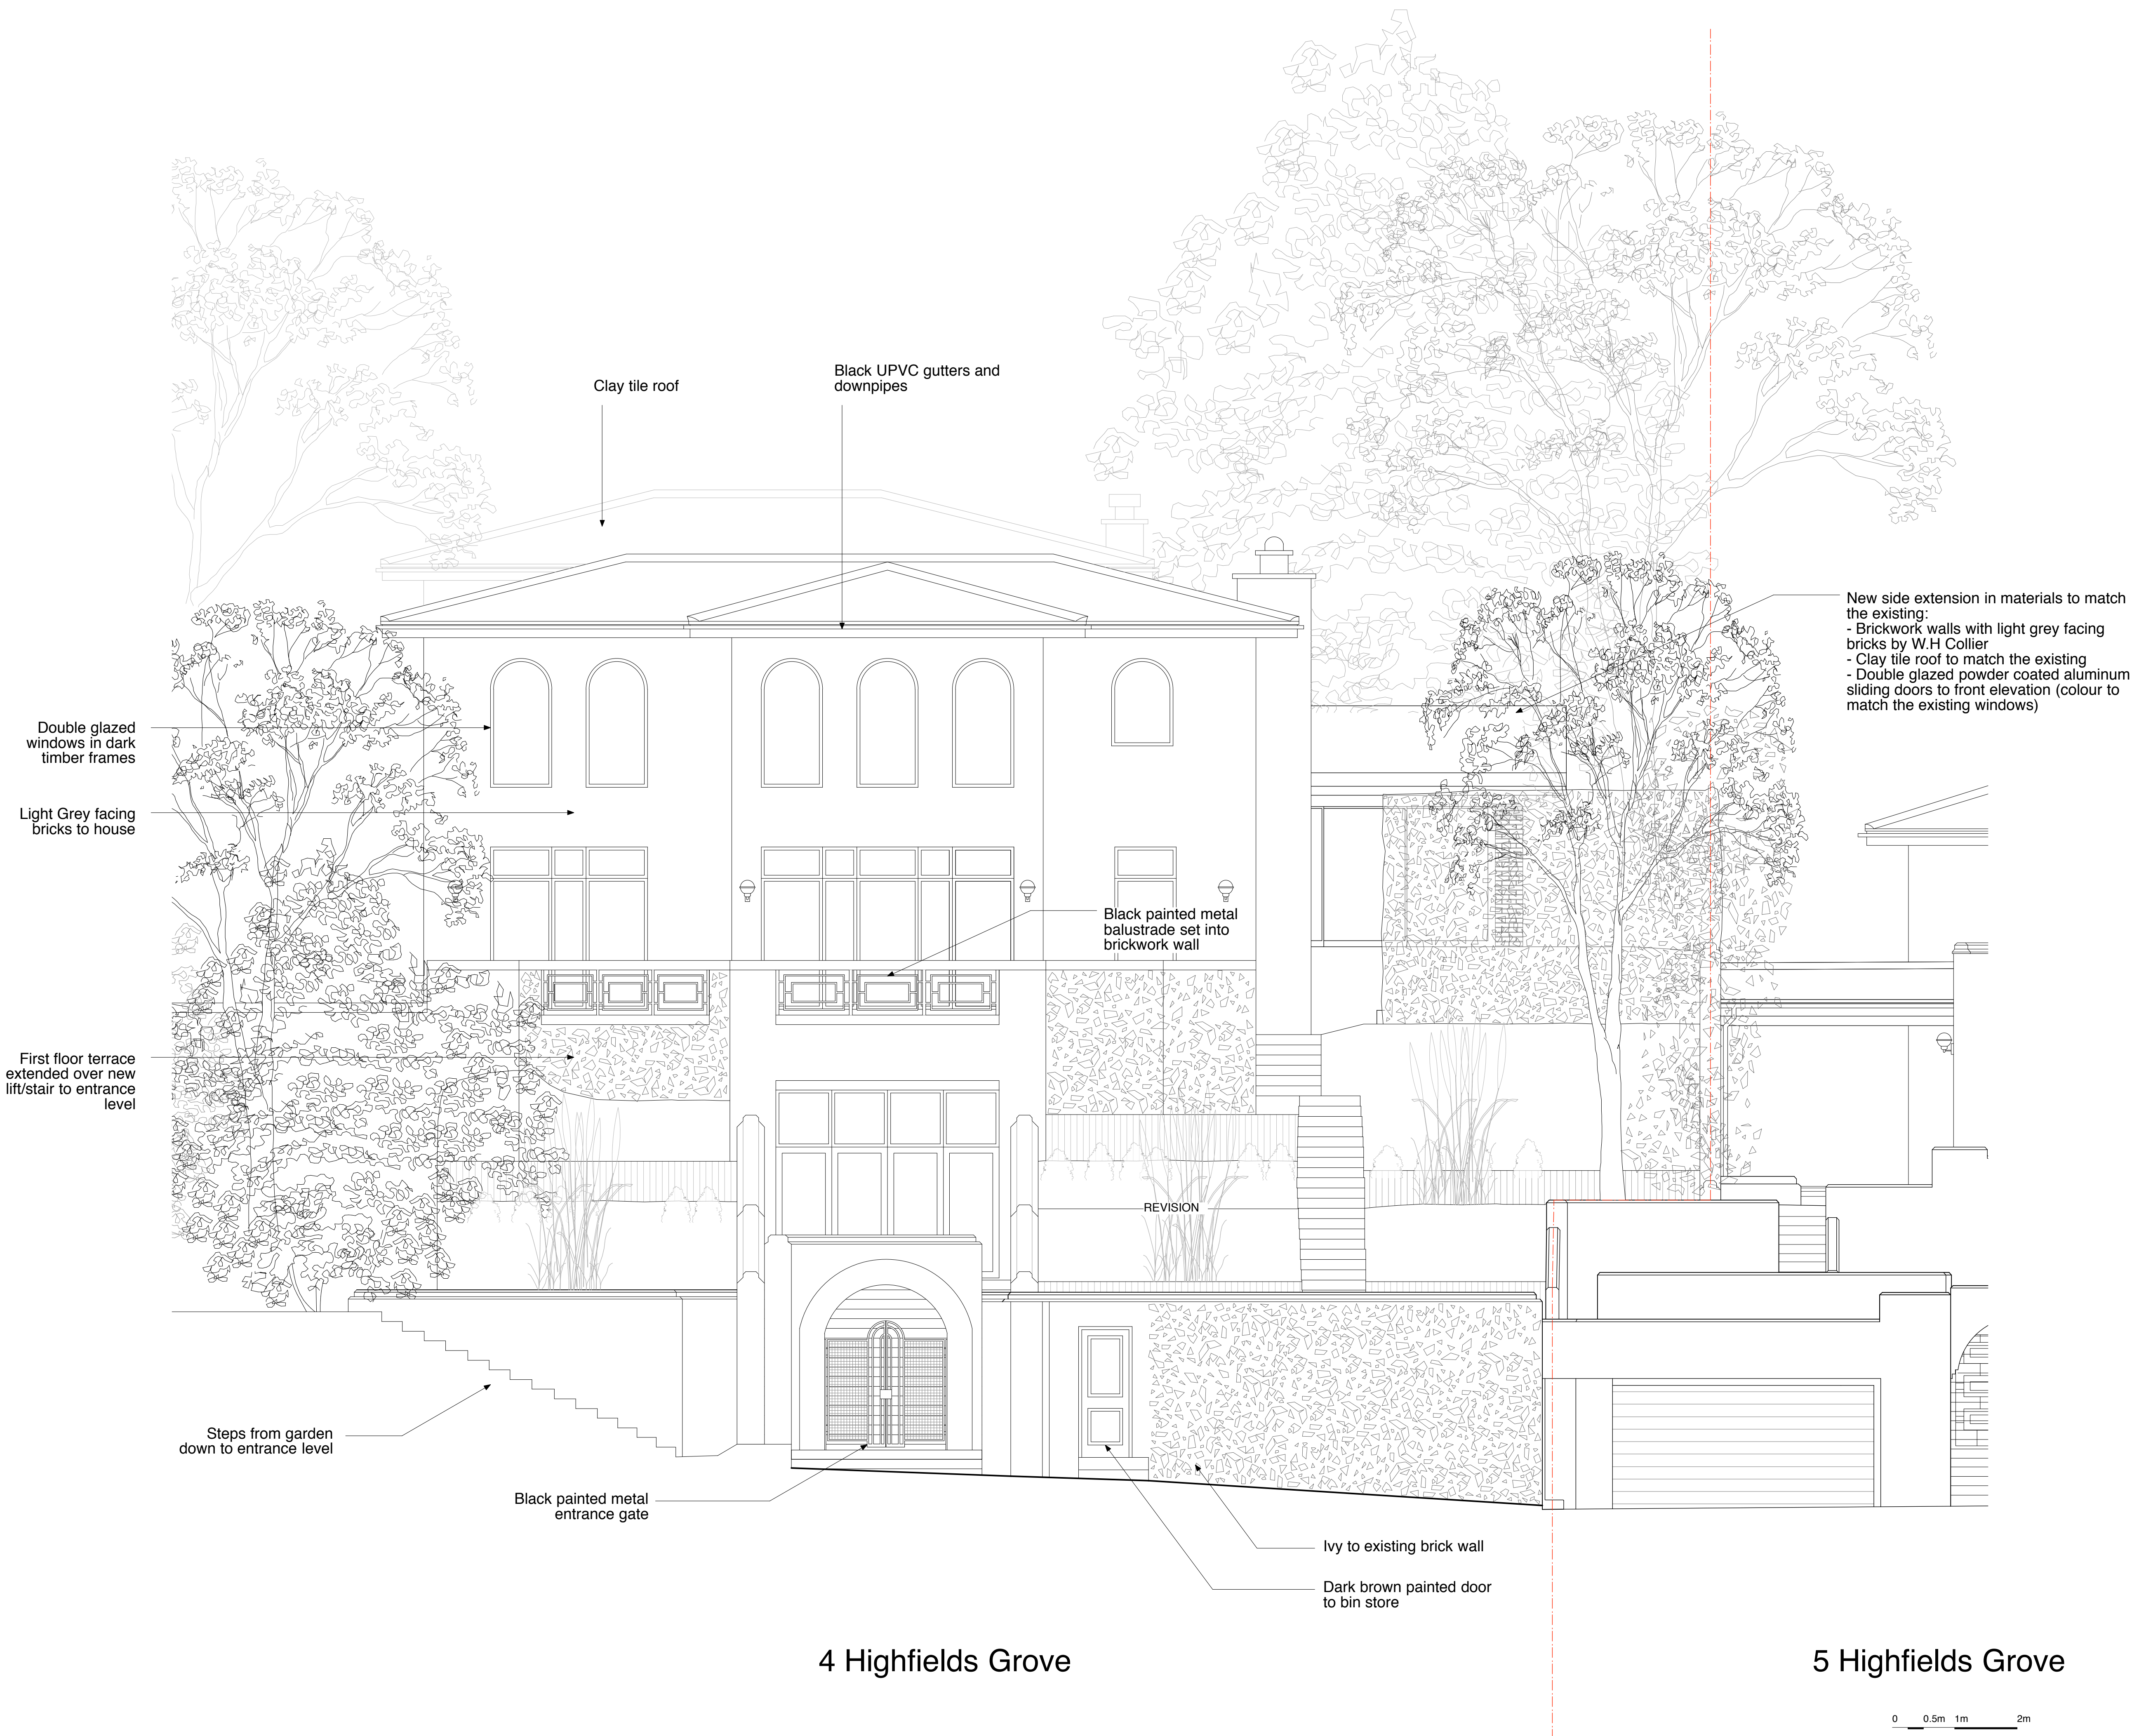 Clay tile roof
Black UPVC gutters and
downpipes
New side extension in materials to match
the existing:
- Brickwork walls with light grey facing
bricks by W.H Collier
- Clay tile roof to match the existing
- Double glazed powder coated aluminum
sliding doors to front elevation (colour to
match the existing windows)
Double glazed
windows in dark
timber frames
Light Grey facing
bricks to house
Black painted metal
balustrade set into
brickwork wall
First floor terrace
extended over new
lift/stair to entrance
level
REVISION
Steps from garden
down to entrance level
Black painted metal
entrance gate
Ivy to existing brick wall
Dark brown painted door
to bin store
4 Highfields Grove
5 Highfields Grove
0 0.5m 1m 2m